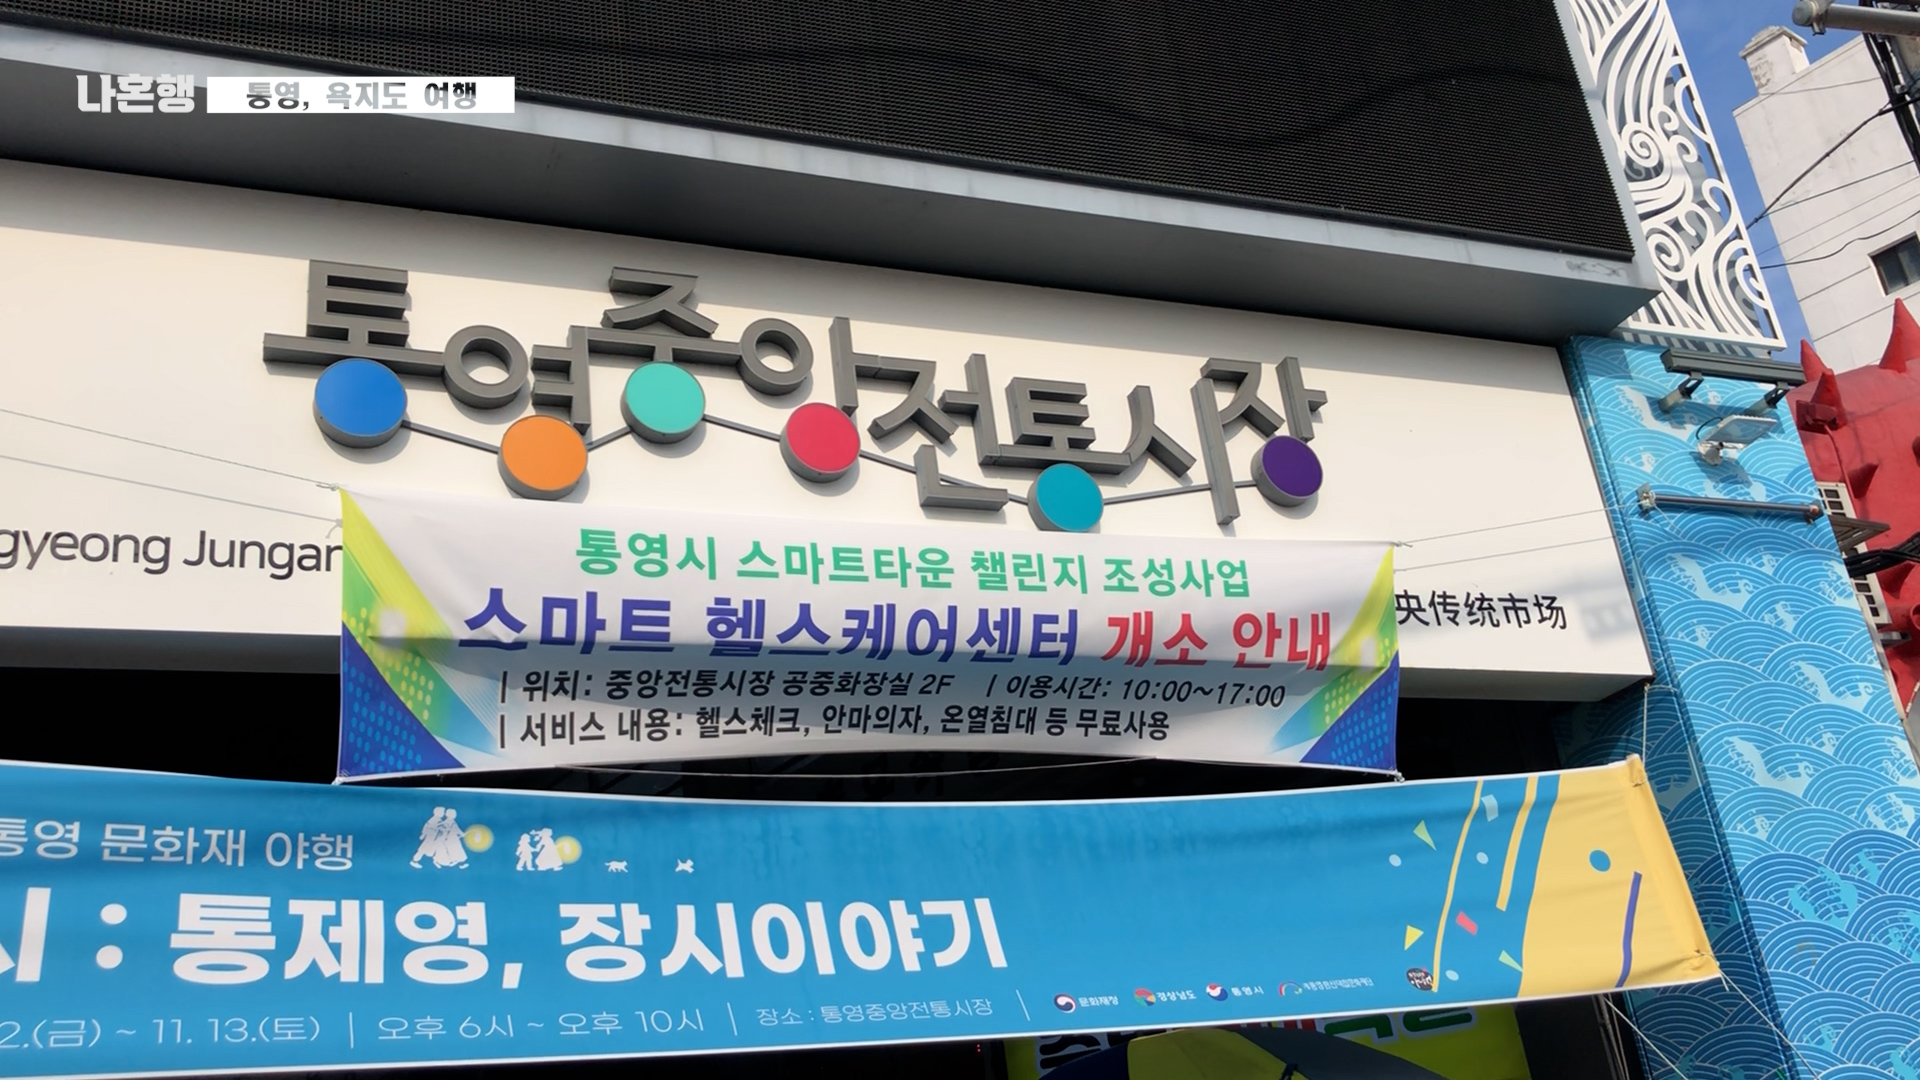 나혼행 통영, 욕지도 여행
통영중앙전통시장
gyeong Jungan
央传统市场
통영시 스마트타운 챌린지 조성사업
스마트 헬스케어센터 개소 안내
| 위치: 중앙전통시장 공중화장실 2F | 이용시간: 10:00~17:00
| 서비스 내용: 헬스체크, 안마의자, 온열침대 등 무료사용
통영 문화재 야행
시 : 통제영, 장시이야기
2.(금) ~ 11. 13.(토) | 오후 6시 ~ 오후 10시 | 장소 : 통영중앙전통시장 |
문화재청 경상남도 통영시